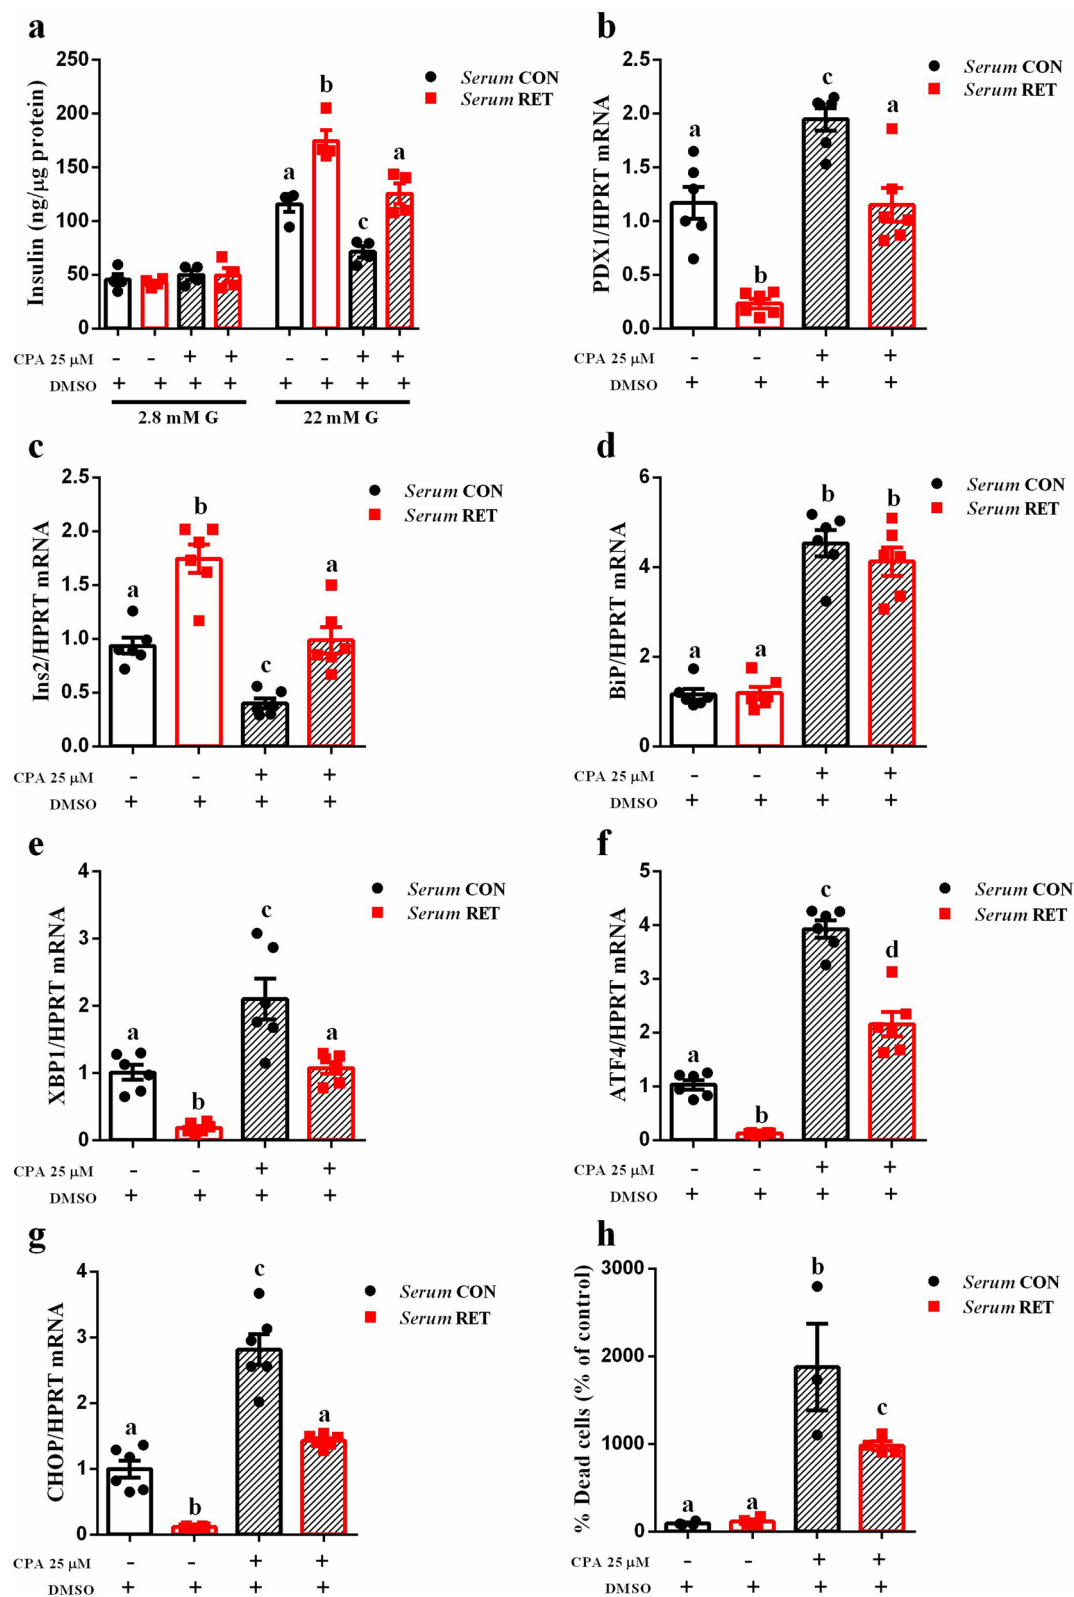 a
Insulin (ng/µg protein)
250
200
150
100
50
0
a
b
c
a
Serum CON
Serum RET
CPA 25 µM - - + + - - + +
DMSO + + + + + + + +
2.8 mM G 22 mM G
b
PDX1/HPRT mRNA
2.5
2.0
1.5
1.0
0.5
0.0
a
b
c
a
Serum CON
Serum RET
CPA 25 µM - - + +
DMSO + + + +
c
Ins2/HPRT mRNA
2.5
2.0
1.5
1.0
0.5
0.0
a
b
c
a
Serum CON
Serum RET
CPA 25 µM - - + +
DMSO + + + +
d
BiP/HPRT mRNA
6
4
2
0
a
a
b
b
Serum CON
Serum RET
CPA 25 µM - - + +
DMSO + + + +
e
XBP1/HPRT mRNA
4
3
2
1
0
a
b
c
a
Serum CON
Serum RET
CPA 25 µM - - + +
DMSO + + + +
f
ATF4/HPRT mRNA
5
4
3
2
1
0
a
b
c
d
Serum CON
Serum RET
CPA 25 µM - - + +
DMSO + + + +
g
CHOP/HPRT mRNA
4
3
2
1
0
a
b
c
a
Serum CON
Serum RET
CPA 25 µM - - + +
DMSO + + + +
h
% Dead cells (% of control)
3000
2000
1000
0
a
a
b
c
Serum CON
Serum RET
CPA 25 µM - - + +
DMSO + + + +